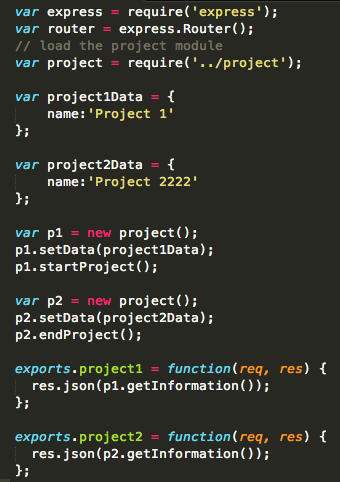 var express = require('express');
var router = express.Router();
// load the project module
var project = require('../project');
var project1Data = {
name:'Project 1'
};
var project2Data = {
name:'Project 2222'
};
var p1 = new project();
p1.setData(project1Data);
p1.startProject();
var p2 = new project();
p2.setData(project2Data);
p2.endProject();
exports.project1 = function(req, res) {
res.json(p1.getInformation());
};
exports.project2 = function(req, res) {
res.json(p2.getInformation());
};